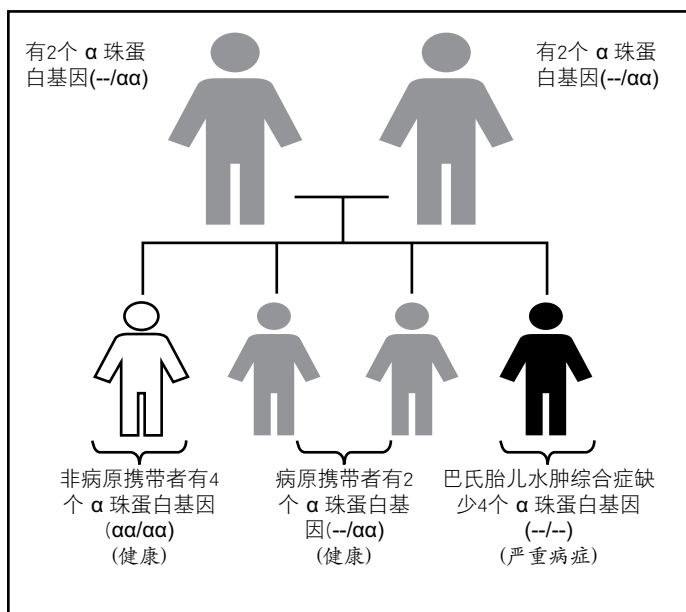 有2个 α 珠蛋
白基因(--/αα)
有2个 α 珠蛋
白基因(--/αα)
非病原携带者有4
个 α 珠蛋白基因
(αα/αα)
(健康)
病原携带者有2
个 α 珠蛋白基
因(--/αα)
(健康)
巴氏胎儿水肿综合症缺
少4个 α 珠蛋白基因
(--/--)
(严重病症)